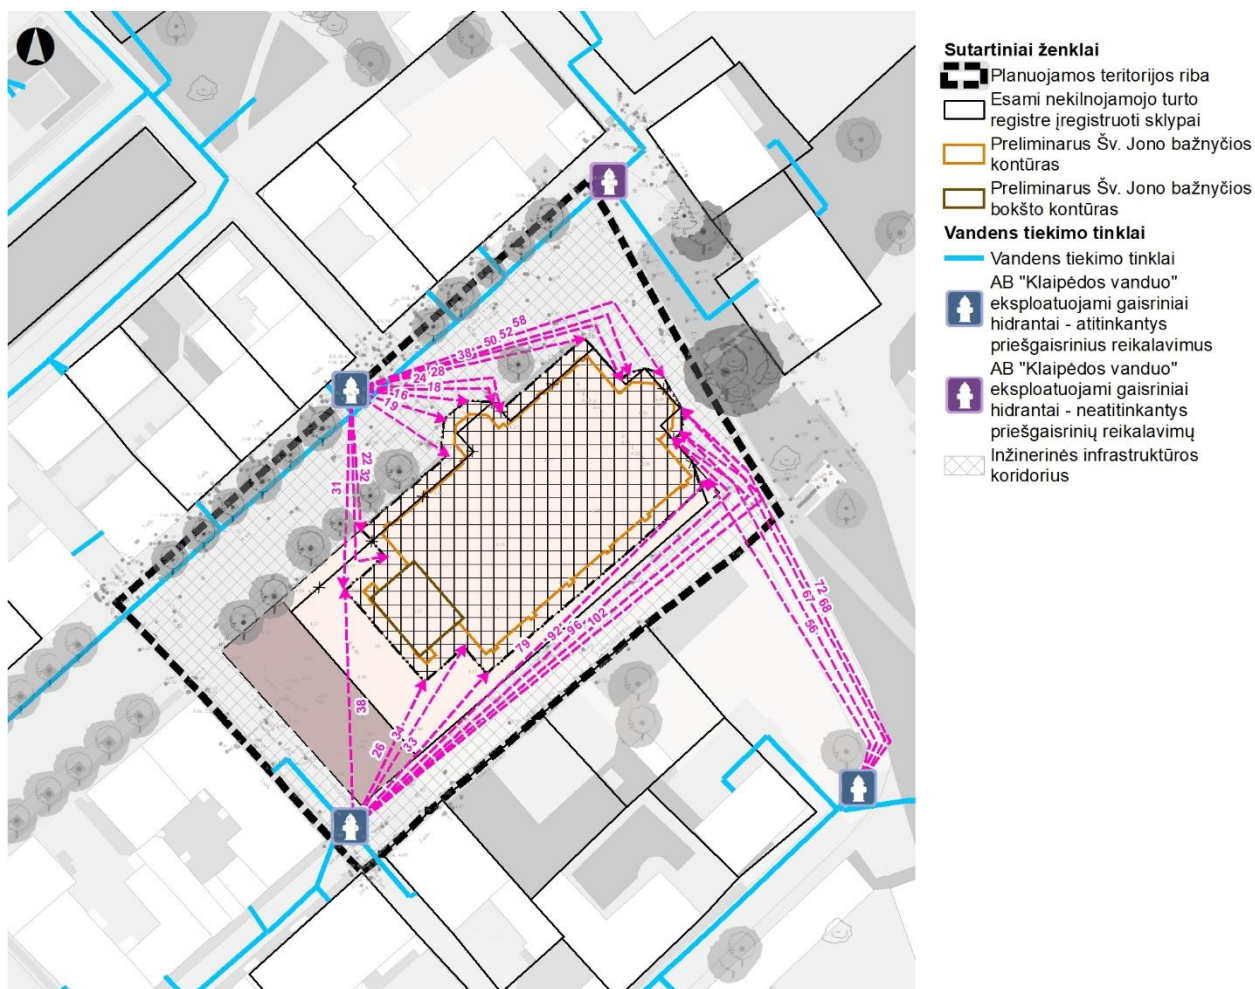 Sutartiniai ženklai
Planuojamos teritorijos riba
Esami nekilnojamojo turto
registre įregistruoti sklypai
Preliminarus Šv. Jono bažnyčios
kontūras
Preliminarus Šv. Jono bažnyčios
bokšto kontūras
Vandens tiekimo tinklai
Vandens tiekimo tinklai
AB "Klaipėdos vanduo"
eksploatuojami gaisriniai
hidrantai - atitinkantys
priešgaisrinius reikalavimus
AB "Klaipėdos vanduo"
eksploatuojami gaisriniai
hidrantai - neatitinkantys
priešgaisrinių reikalavimų
Inžinerinės infrastruktūros
koridorius
58
52
50
38
28
24
18
16
22
32
31
38
26
34
33
79
92
96
102
72
68
67
56